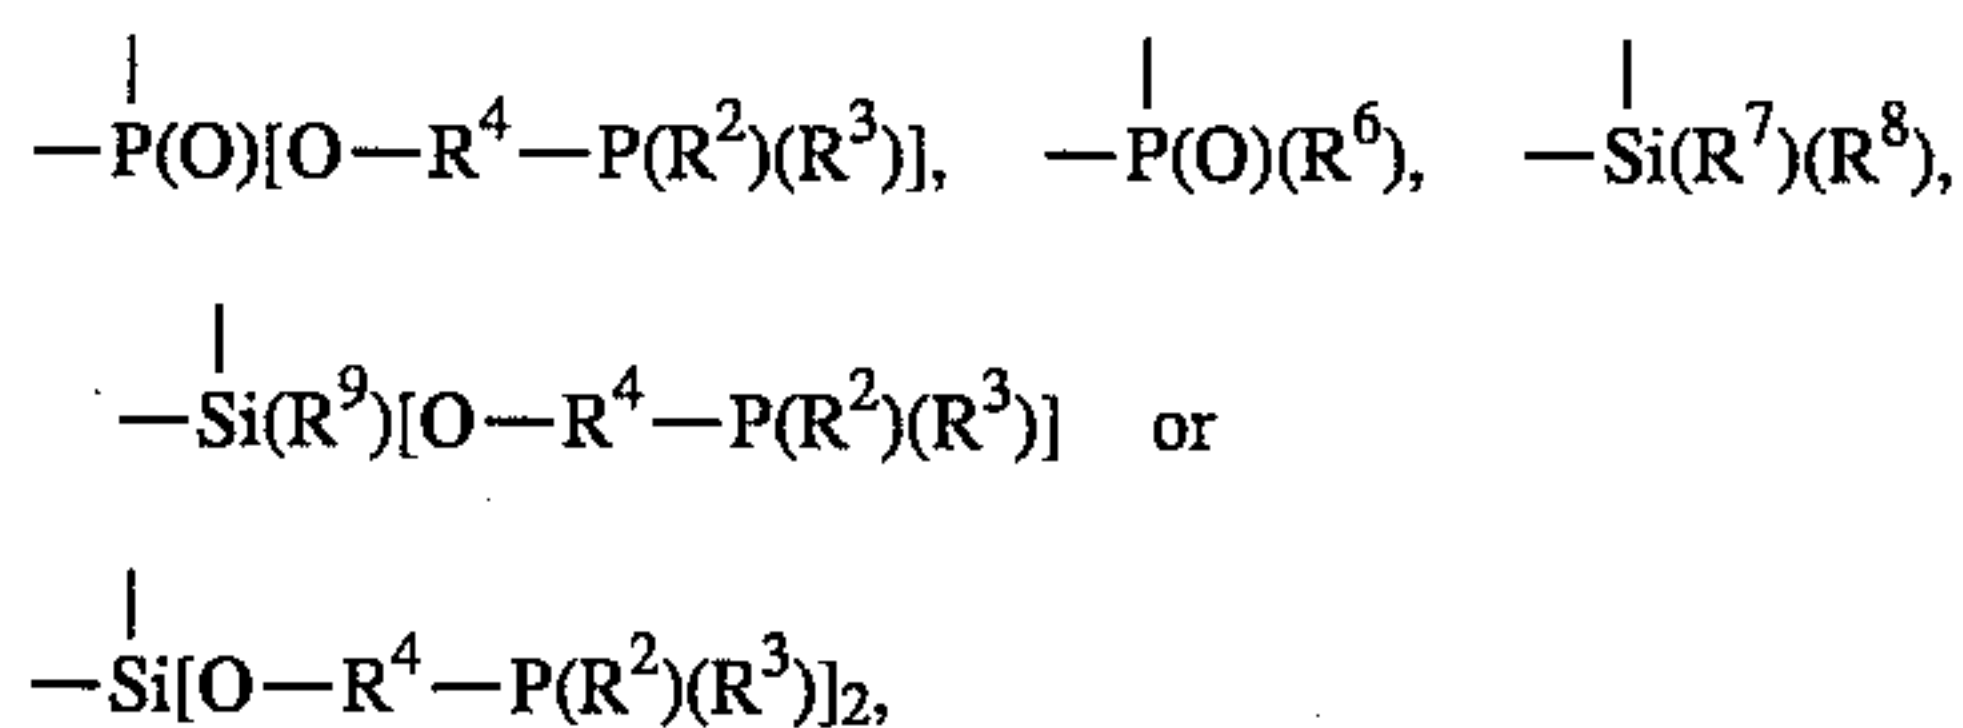 —P(O)[O—R⁴—P(R²)(R³)], —P(O)(R⁶), —Si(R⁷)(R⁸),
—Si(R⁹)[O—R⁴—P(R²)(R³)] or
—Si[O—R⁴—P(R²)(R³)]₂,